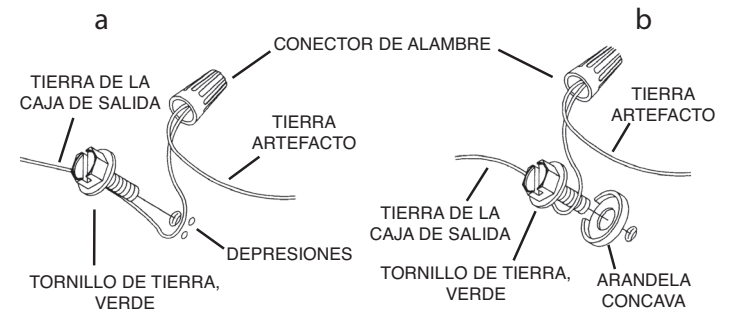 a
b
CONECTOR DE ALAMBRE
TIERRA DE LA
CAJA DE SALIDA
TIERRA
ARTEFACTO
DEPRESIONES
TORNILLO DE TIERRA,
VERDE
TIERRA
ARTEFACTO
TIERRA DE LA
CAJA DE SALIDA
TORNILLO DE TIERRA,
VERDE
ARANDELA
CONCAVA